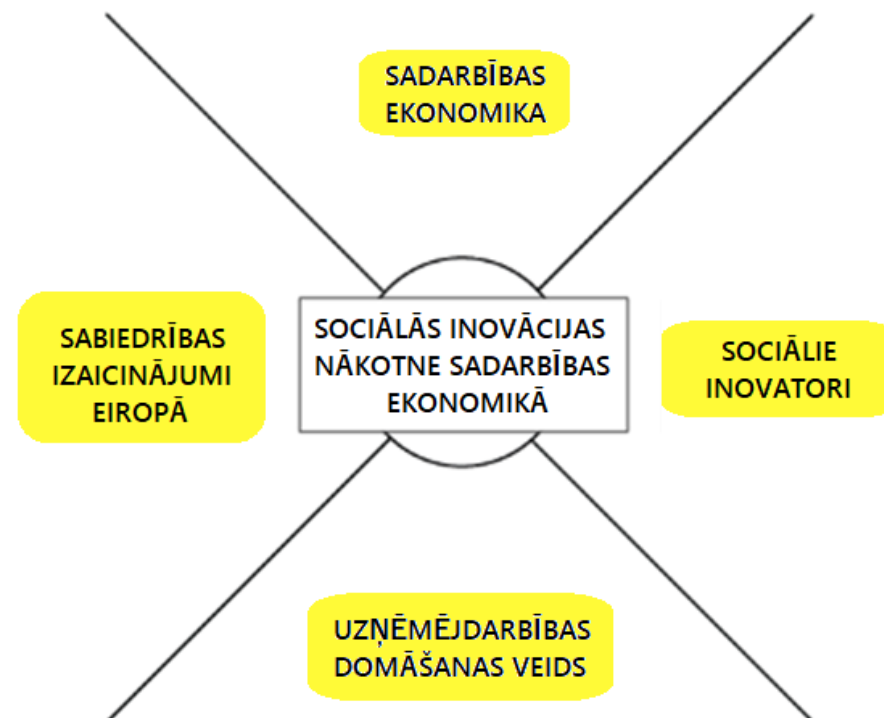 SADARBĪBAS
EKONOMIKA
SABIEDRĪBAS
IZAICINĀJUMI
EIROPĀ
SOCIĀLĀS INOVĀCIJAS
NĀKOTNE SADARBĪBAS
EKONOMIKĀ
SOCIĀLIE
INOVATORI
UZŅĒMĒJDARBĪBAS
DOMĀŠANAS VEIDS